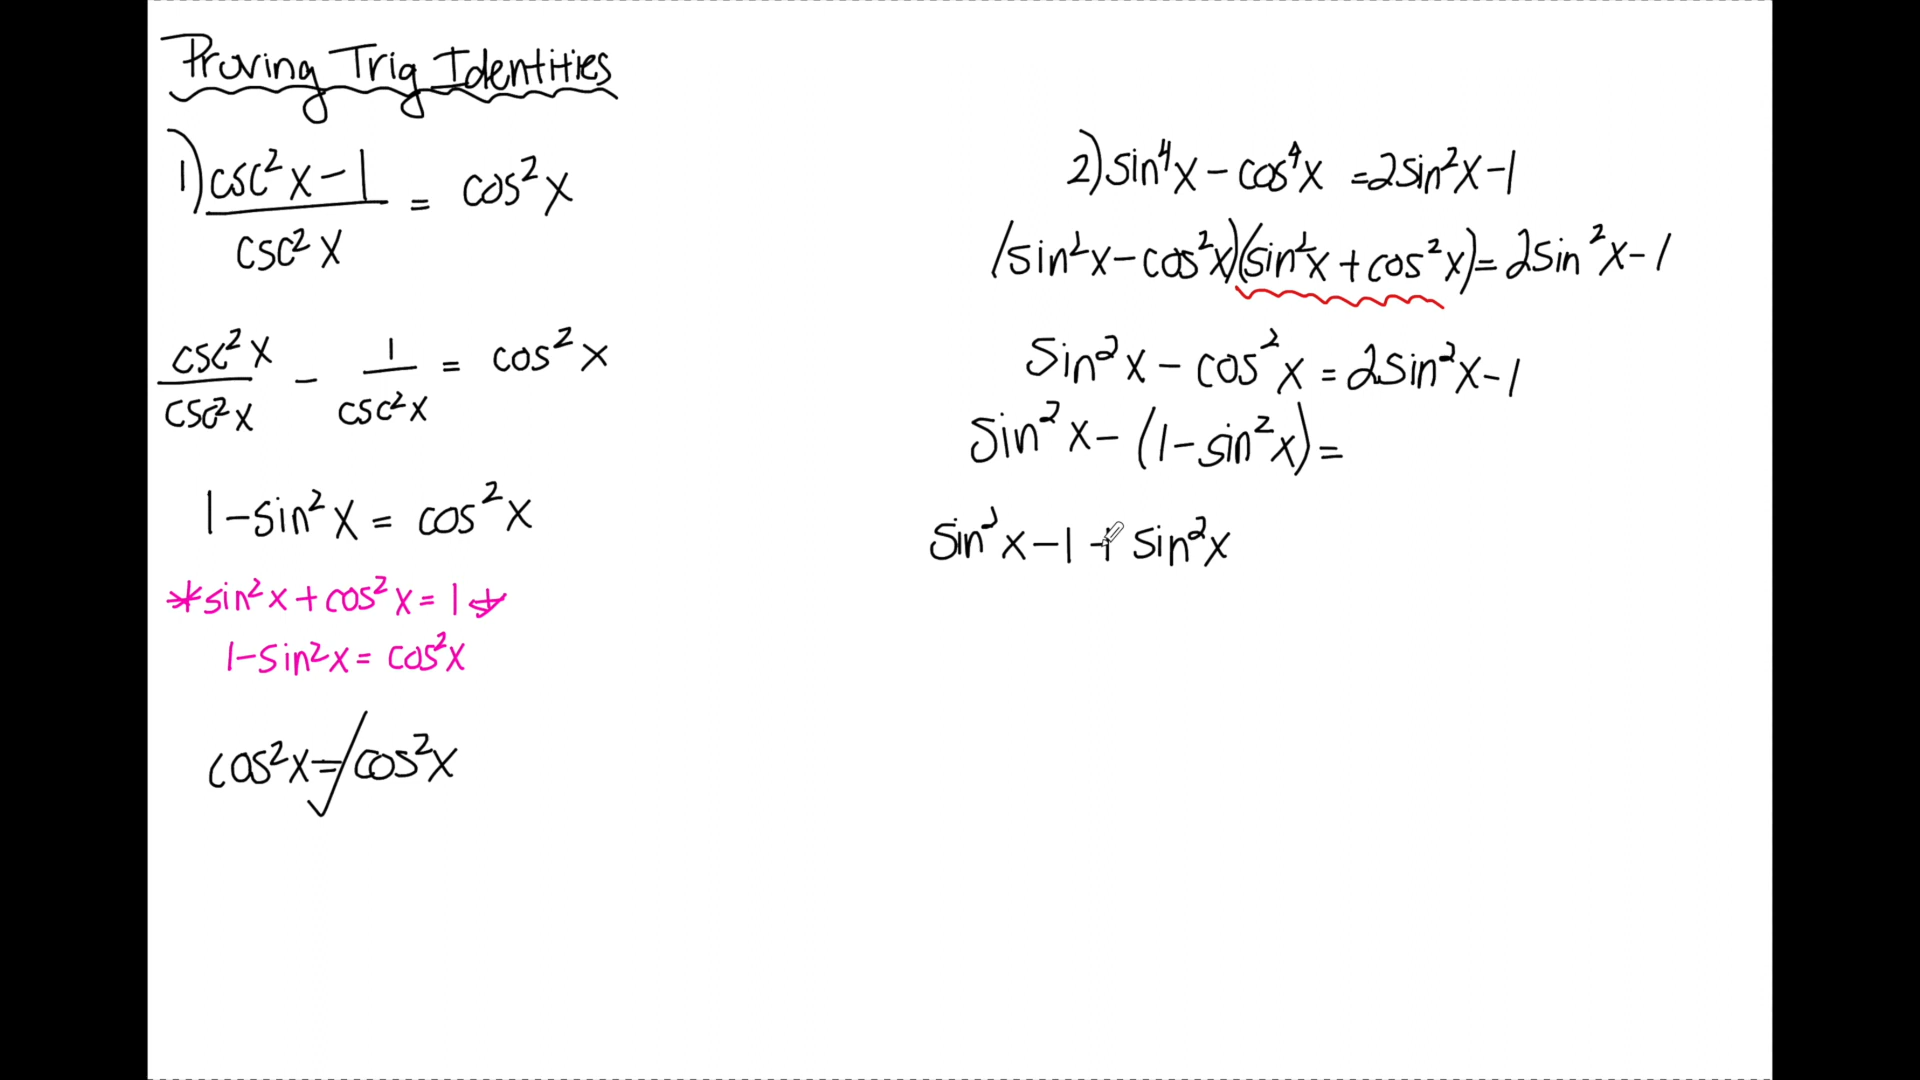 Proving Trig Identities
1) csc²x - 1 / csc²x = cos²x
csc²x / csc²x - 1 / csc²x = cos²x
1 - sin²x = cos²x
*sin²x + cos²x = 1*
1 - sin²x = cos²x
cos²x = cos²x ✓
2) sin⁴x - cos⁴x = 2sin²x - 1
(sin²x - cos²x)(sin²x + cos²x) = 2sin²x - 1
sin²x - cos²x = 2sin²x - 1
sin²x - (1 - sin²x) =
sin²x - 1 + sin²x